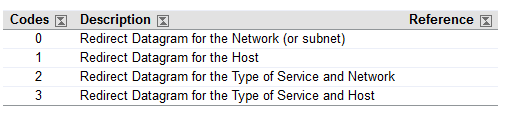 Codes Description Reference
0 Redirect Datagram for the Network (or subnet)
1 Redirect Datagram for the Host
2 Redirect Datagram for the Type of Service and Network
3 Redirect Datagram for the Type of Service and Host